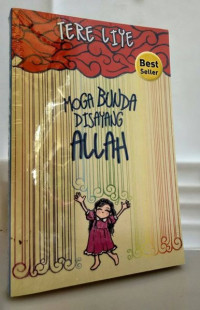 TERE LIYE
Best
Seller
MOGA BUNDA
DISAYANG
ALLAH